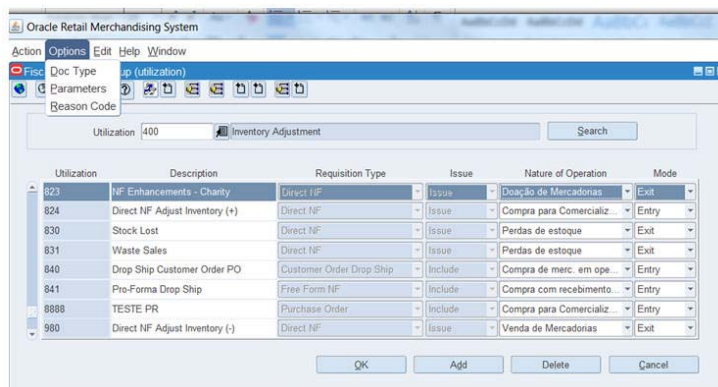 Oracle Retail Merchandising System
Action Options Edit Help Window
Fisc up (utilization)
Doc Type
Parameters
Reason Code
Utilization 400 Inventory Adjustment Search
Utilization Description Requisition Type Issue Nature of Operation Mode
823 NF Enhancements - Charity Direct NF Issue Doação de Mercadorias Exit
824 Direct NF Adjust Inventory (+) Direct NF Issue Compra para Comercializ... Entry
830 Stock Lost Direct NF Issue Perdas de estoque Exit
831 Waste Sales Direct NF Issue Perdas de estoque Exit
840 Drop Ship Customer Order PO Customer Order Drop Ship Include Compra de merc. em ope... Entry
841 Pro-Forma Drop Ship Free Form NF Include Compra com recebimento... Entry
8888 TESTE PR Purchase Order Include Compra para Comercializ... Entry
980 Direct NF Adjust Inventory (-) Direct NF Issue Venda de Mercadorias Exit
OK Add Delete Cancel